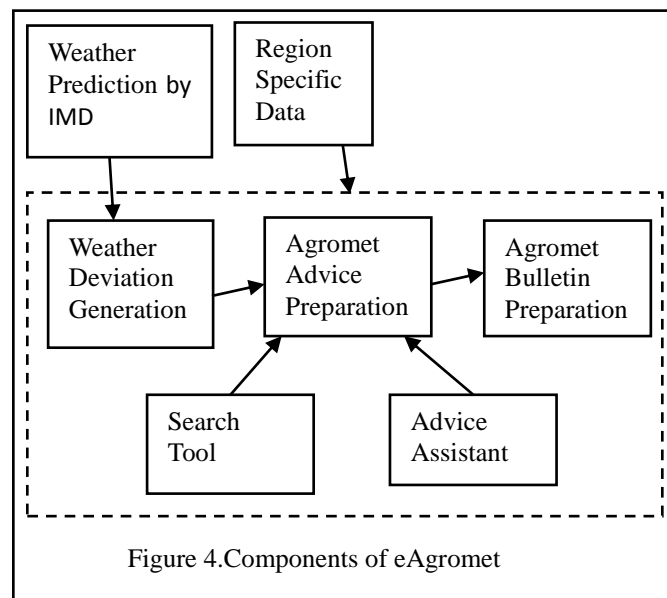 Weather
Prediction by
IMD
Region
Specific
Data
Weather
Deviation
Generation
Agromet
Advice
Preparation
Agromet
Bulletin
Preparation
Search
Tool
Advice
Assistant
Figure 4.Components of eAgromet